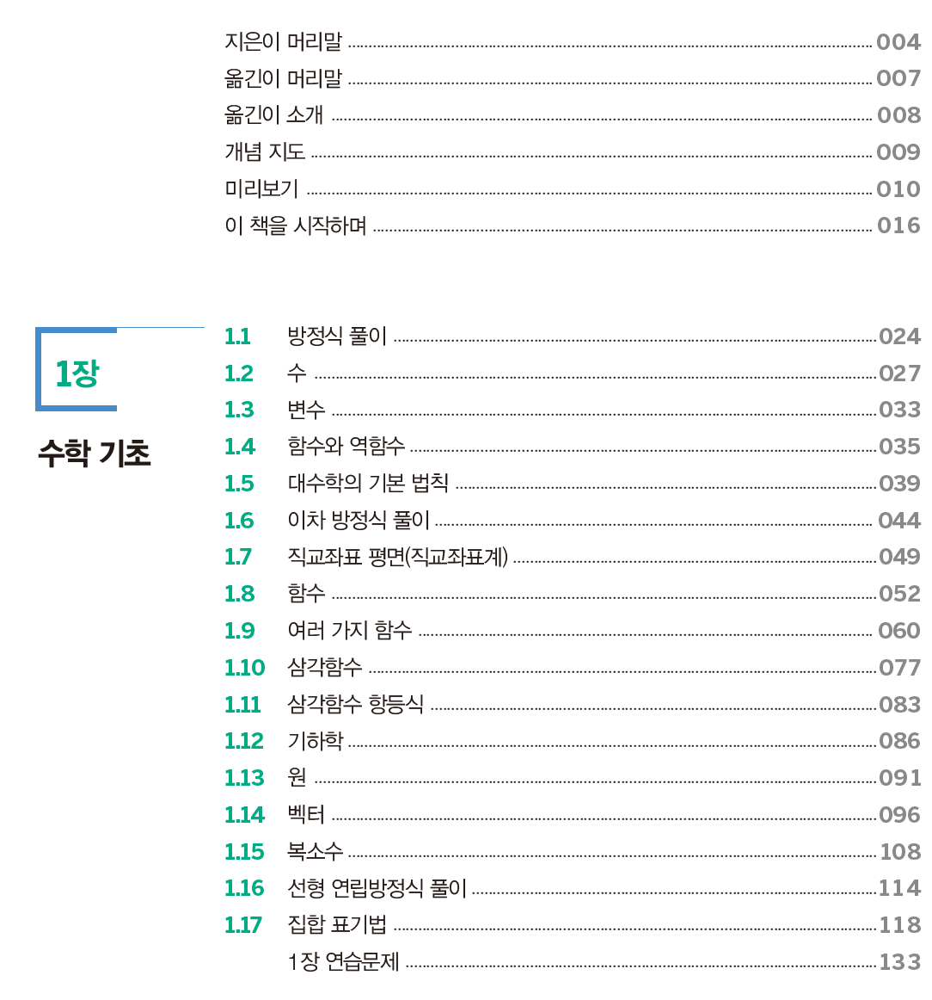 지은이 머리말 004
옮긴이 머리말 007
옮긴이 소개 008
개념 지도 009
미리보기 010
이 책을 시작하며 016
1장
수학 기초
1.1 방정식 풀이 024
1.2 수 027
1.3 변수 033
1.4 함수와 역함수 035
1.5 대수학의 기본 법칙 039
1.6 이차 방정식 풀이 044
1.7 직교좌표 평면(직교좌표계) 049
1.8 함수 052
1.9 여러 가지 함수 060
1.10 삼각함수 077
1.11 삼각함수 항등식 083
1.12 기하학 086
1.13 원 091
1.14 벡터 096
1.15 복소수 108
1.16 선형 연립방정식 풀이 114
1.17 집합 표기법 118
1장 연습문제 133